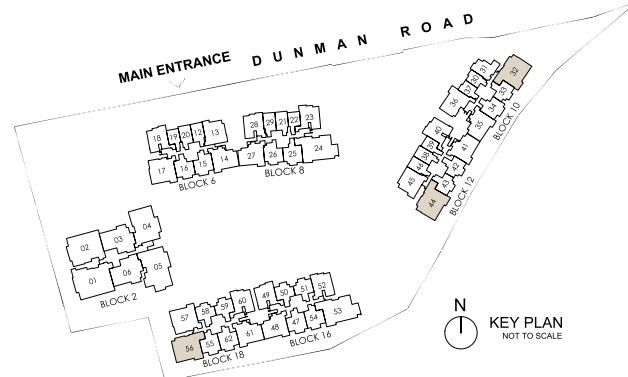 DUNMAN ROAD
MAIN ENTRANCE
18 19 20 12 13
17 16 15 14
BLOCK 6
28 29 21 22 23
27 26 25 24
BLOCK 8
31 32
30
37 33
36 34
35
BLOCK 10
40 41
39
38 42
46
45 43
44
BLOCK 12
02 03 04
01 06 05
BLOCK 2
57 58 59 60
56 55 62 61
BLOCK 18
49 50 51 52
48 47 54 53
BLOCK 16
N
KEY PLAN
NOT TO SCALE